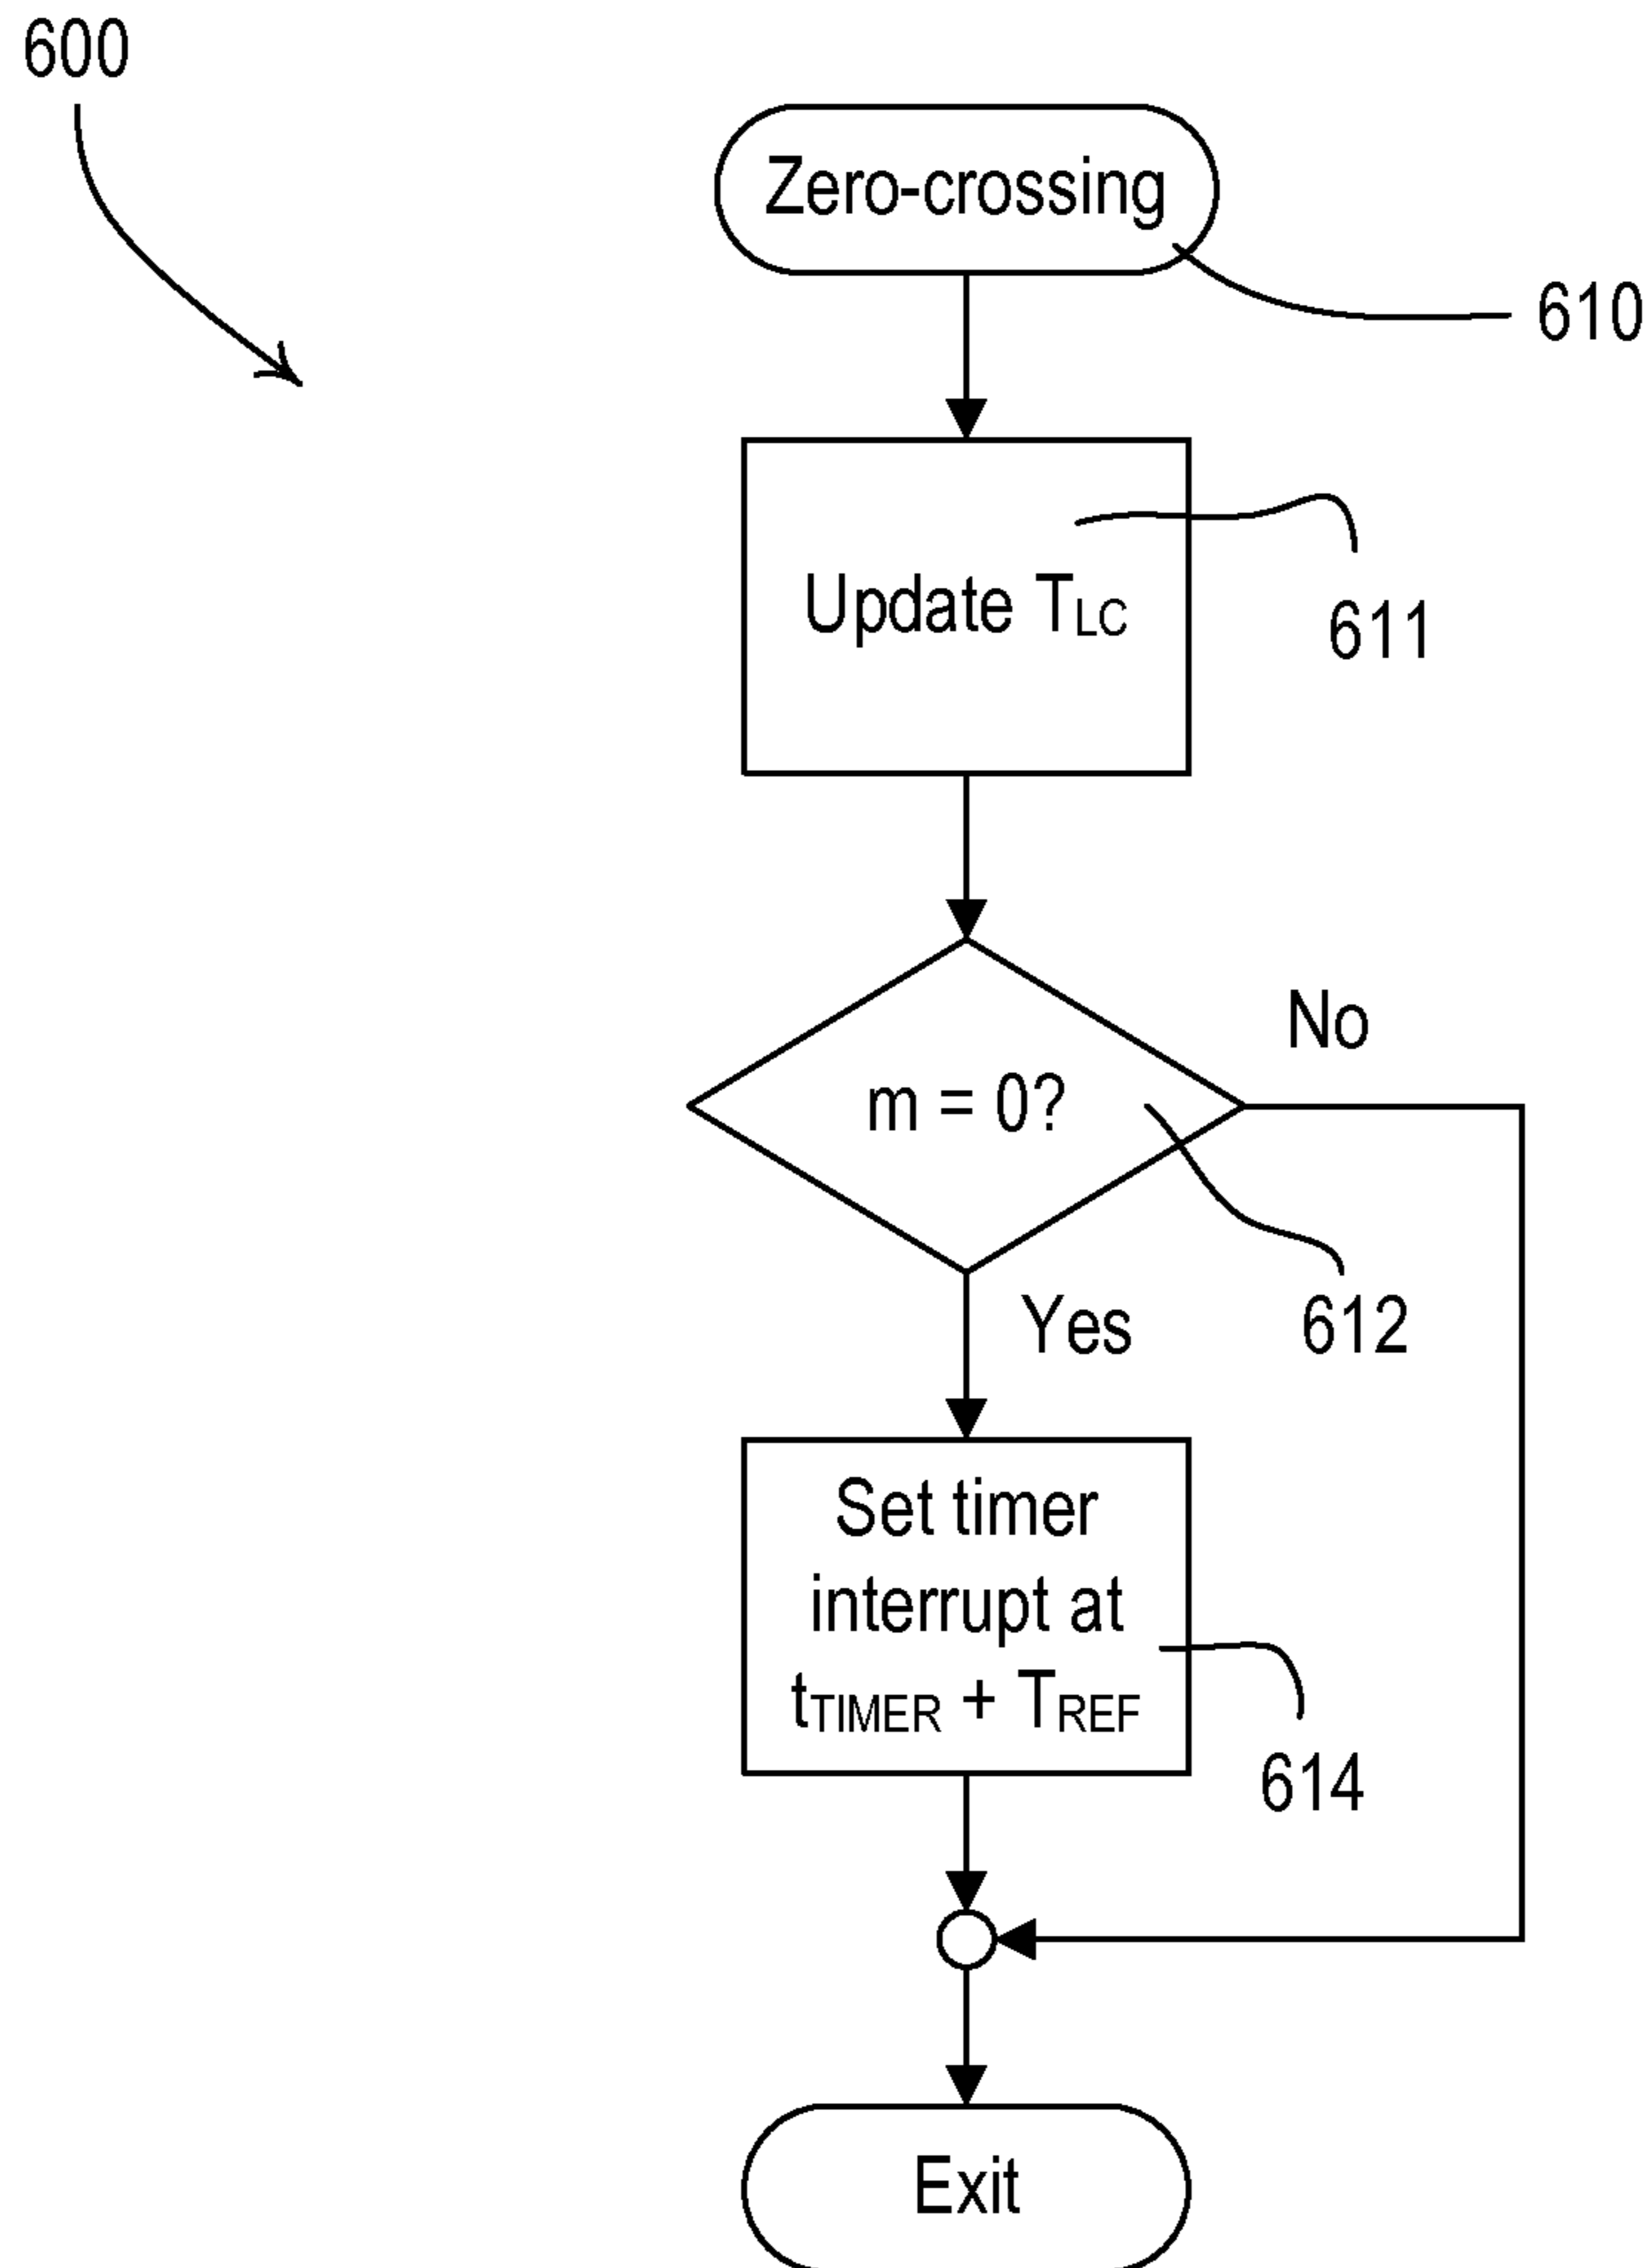 600
Zero-crossing
610
Update TLC
611
No
m = 0?
Yes
612
Set timer
interrupt at
tTIMER + TREF
614
Exit